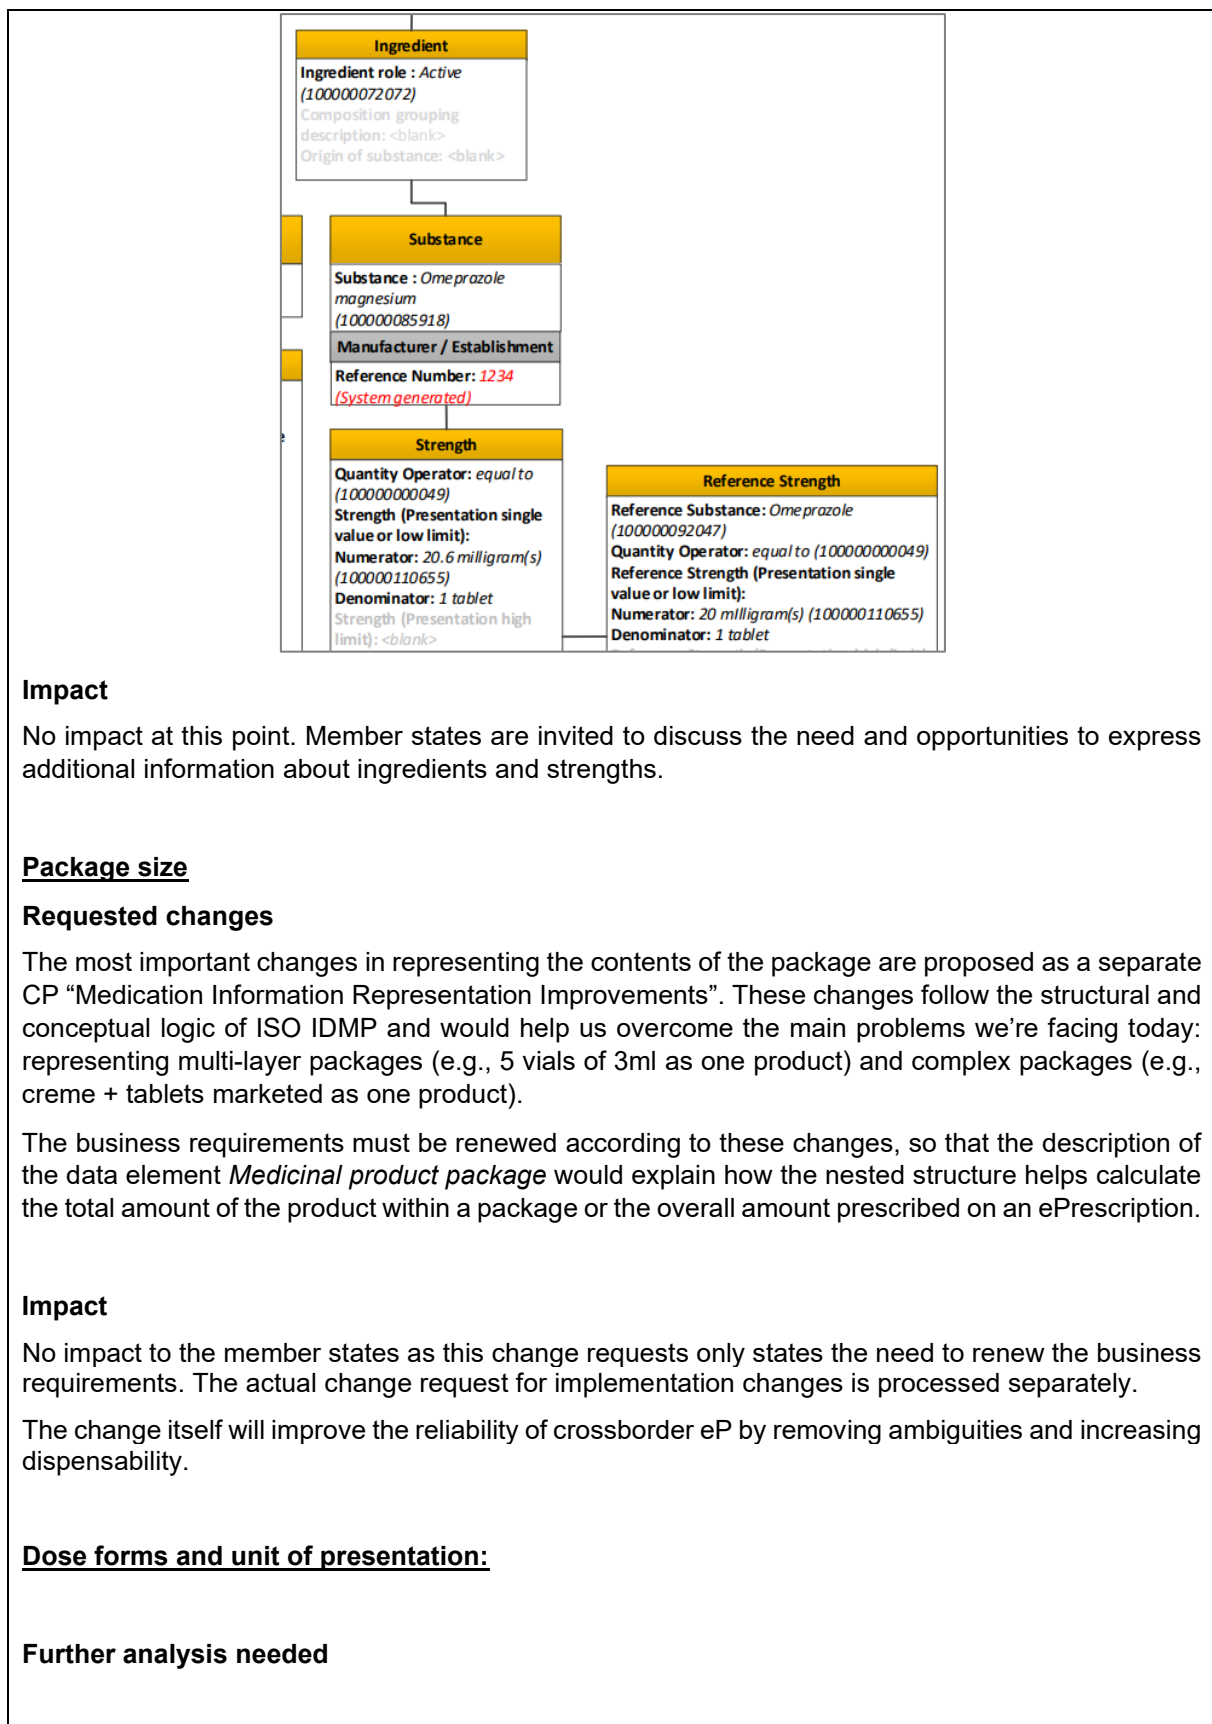 Ingredient
Ingredient role : Active
(100000072072)
Composition grouping
description: <blank>
Origin of substance: <blank>
Substance
Substance : Omeprazole
magnesium
(100000085918)
Manufacturer / Establishment
Reference Number: 1234
(System generated)
Strength
Quantity Operator: equal to
(100000000049)
Strength (Presentation single
value or low limit):
Numerator: 20.6 milligram(s)
(100000110655)
Denominator: 1 tablet
Strength (Presentation high
limit): <blank>
Reference Strength
Reference Substance: Omeprazole
(100000092047)
Quantity Operator: equal to (100000000049)
Reference Strength (Presentation single
value or low limit):
Numerator: 20 mIlligram(s) (100000110655)
Denominator: 1 tablet
Impact
No impact at this point. Member states are invited to discuss the need and opportunities to express
additional information about ingredients and strengths.
Package size
Requested changes
The most important changes in representing the contents of the package are proposed as a separate
CP “Medication Information Representation Improvements”. These changes follow the structural and
conceptual logic of ISO IDMP and would help us overcome the main problems we’re facing today:
representing multi-layer packages (e.g., 5 vials of 3ml as one product) and complex packages (e.g.,
creme + tablets marketed as one product).
The business requirements must be renewed according to these changes, so that the description of
the data element Medicinal product package would explain how the nested structure helps calculate
the total amount of the product within a package or the overall amount prescribed on an ePrescription.
Impact
No impact to the member states as this change requests only states the need to renew the business
requirements. The actual change request for implementation changes is processed separately.
The change itself will improve the reliability of crossborder eP by removing ambiguities and increasing
dispensability.
Dose forms and unit of presentation:
Further analysis needed